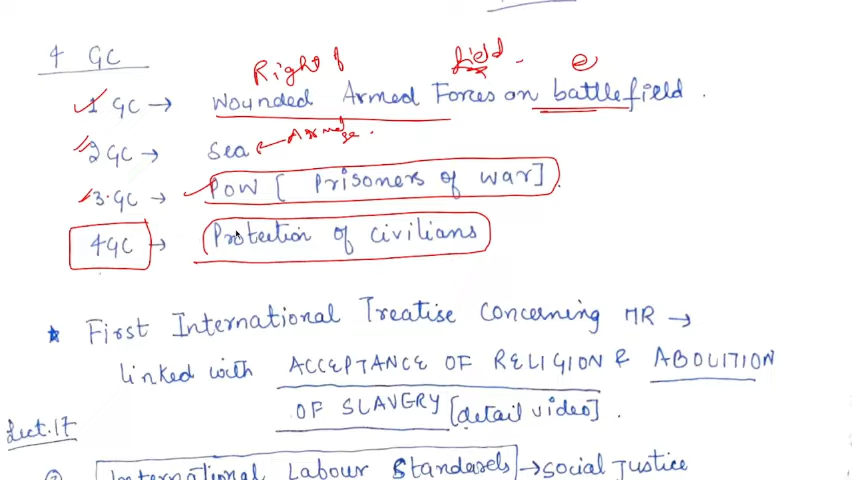 4 GC
Right of field
1 GC → wounded Armed Forces on battlefield.
2 GC → Sea ← Armed
3. GC → POW [Prisoners of war]
4 GC → Protection of civilians
★ First International Treatise concerning HR →
linked with ACCEPTANCE OF RELIGION & ABOLITION
OF SLAVERY [detail video].
Lect. 17
International Labour Standards → Social Justice